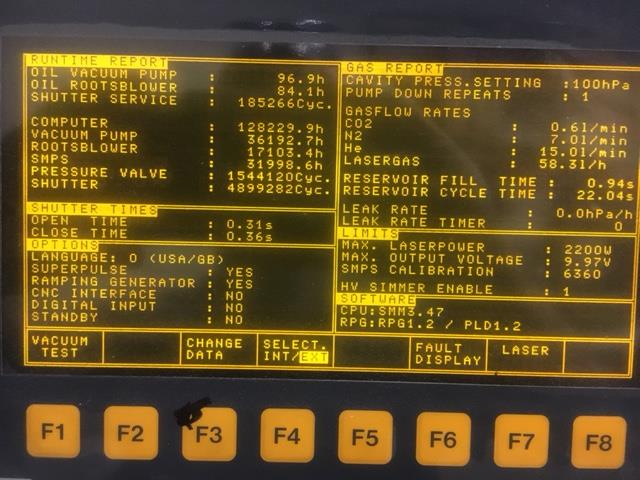 RUNTIME REPORT
OIL VACUUM PUMP : 96.9h
OIL ROOTSBLOWER : 84.1h
SHUTTER SERVICE : 185266Cyc.
COMPUTER : 128229.9h
VACUUM PUMP : 36192.7h
ROOTSBLOWER : 17103.4h
SMPS : 31998.6h
PRESSURE VALVE : 1544120Cyc.
SHUTTER : 4899282Cyc.
SHUTTER TIMES
OPEN TIME : 0.31s
CLOSE TIME : 0.36s
OPTIONS
LANGUAGE: 0 (USA/GB)
SUPERPULSE : YES
RAMPING GENERATOR : YES
CNC INTERFACE : NO
DIGITAL INPUT : NO
STANDBY : NO
GAS REPORT
CAVITY PRESS.SETTING :100hPa
PUMP DOWN REPEATS : 1
GASFLOW RATES
CO2 : 0.6l/min
N2 : 7.0l/min
He : 15.0l/min
LASERGAS : 58.3l/h
RESERVOIR FILL TIME : 0.94s
RESERVOIR CYCLE TIME : 22.04s
LEAK RATE : 0.0hPa/h
LEAK RATE TIMER : 0
LIMITS
MAX. LASERPOWER : 2200W
MAX. OUTPUT VOLTAGE : 9.97V
SMPS CALIBRATION : 6360
HV SIMMER ENABLE : 1
SOFTWARE
CPU:SMM3.47
RPG:RPG1.2 / PLD1.2
VACUUM TEST
CHANGE DATA
SELECT. INT/EXT
FAULT DISPLAY
LASER
F1 F2 F3 F4 F5 F6 F7 F8